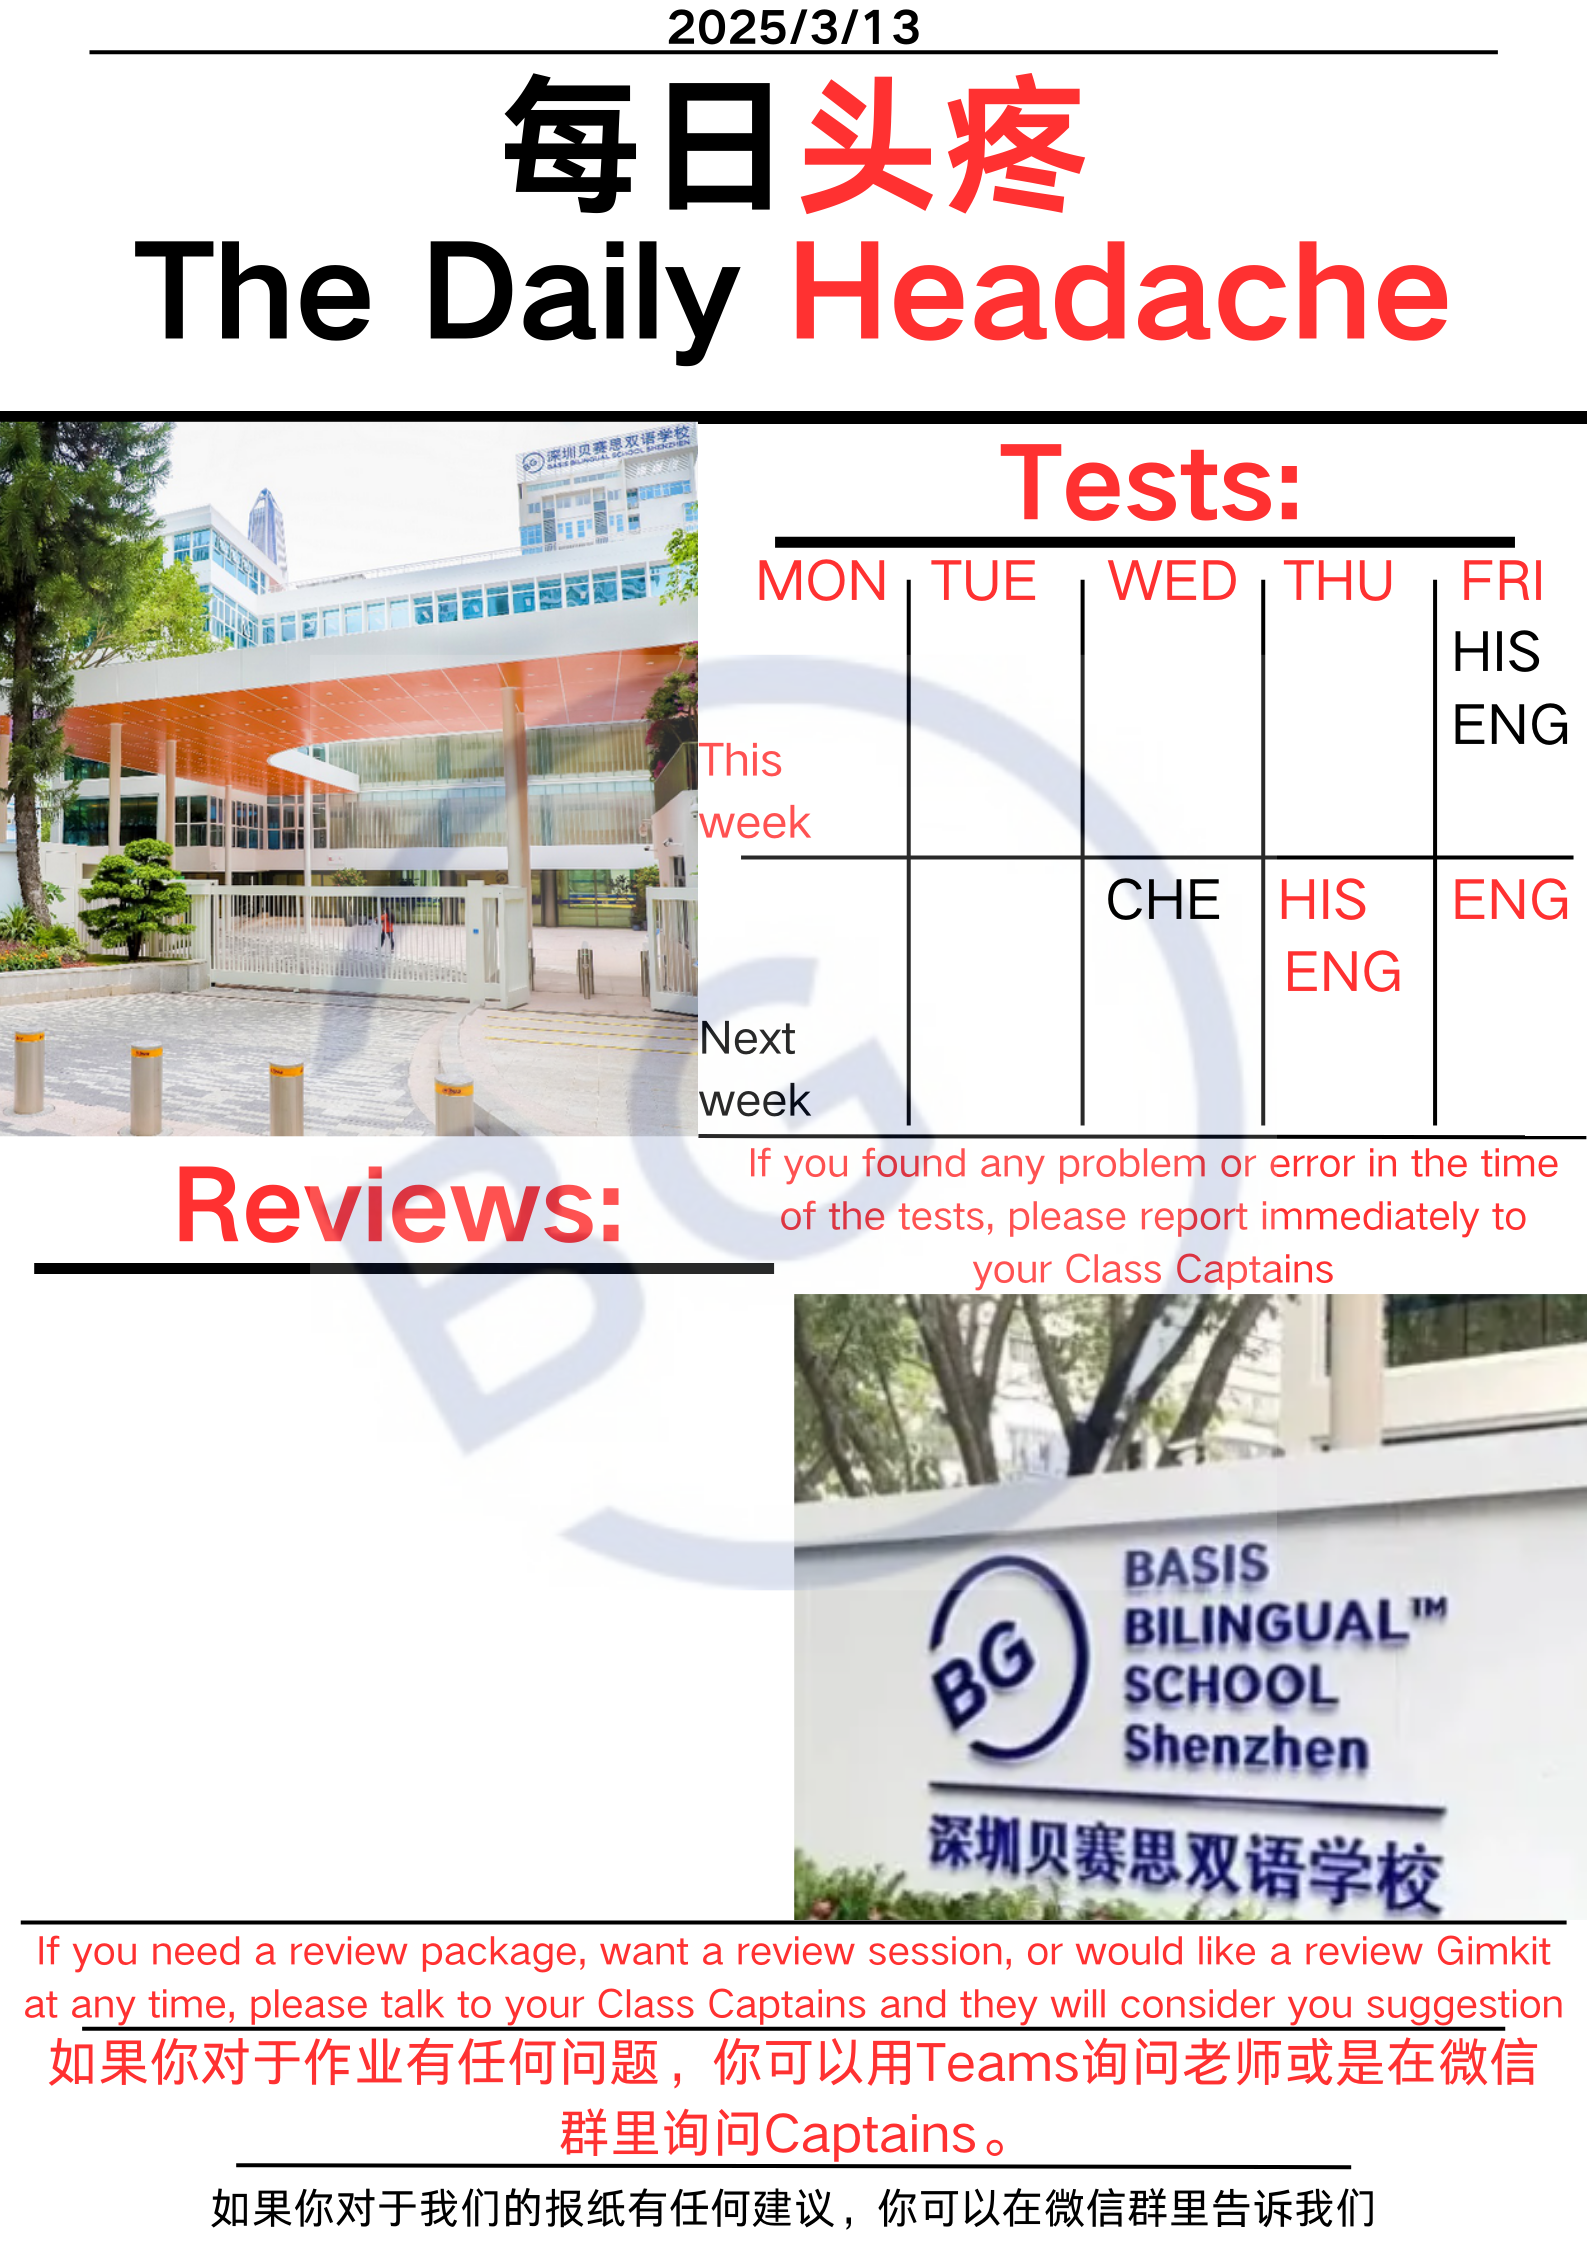 2025/3/13
每日头疼
The Daily Headache
深圳贝赛思双语学校
BASIS BILINGUAL SCHOOL SHENZHEN
Tests:
MON TUE WED THU FRI
HIS
ENG
This
week
CHE HIS ENG
ENG
Next
week
If you found any problem or error in the time
of the tests, please report immediately to
your Class Captains
Reviews:
BG
BASIS
BILINGUAL™
SCHOOL
Shenzhen
BG
深圳贝赛思双语学校
If you need a review package, want a review session, or would like a review Gimkit
at any time, please talk to your Class Captains and they will consider you suggestion
如果你对于作业有任何问题，你可以用Teams询问老师或是在微信
群里询问Captains。
如果你对于我们的报纸有任何建议，你可以在微信群里告诉我们